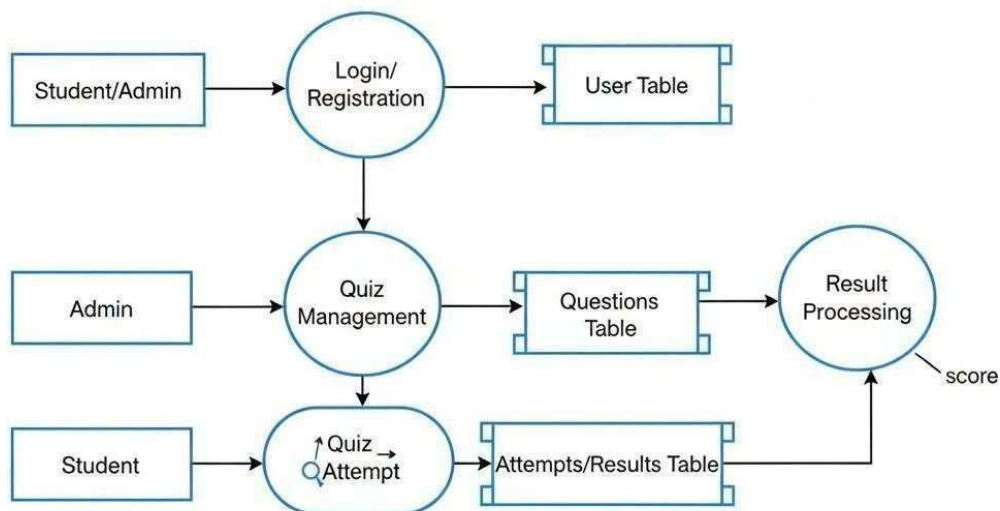 Student/Admin
Login/
Registration
User Table
Admin
Quiz
Management
Questions
Table
Result
Processing
score
Student
Quiz
Attempt
Attempts/Results Table